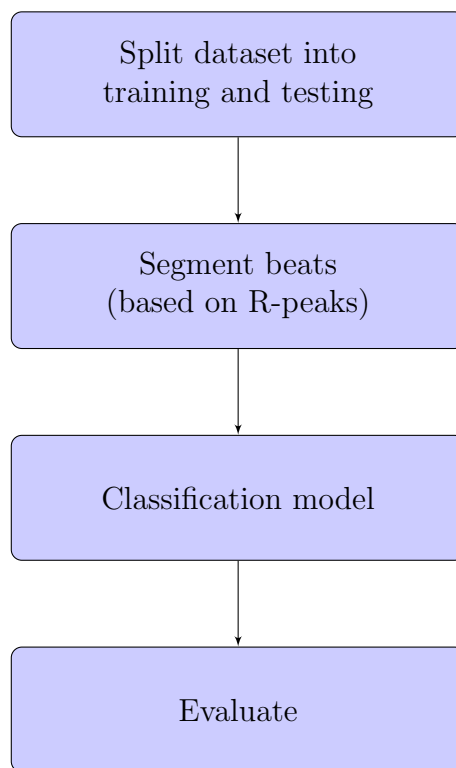 Split dataset into
training and testing
Segment beats
(based on R-peaks)
Classification model
Evaluate